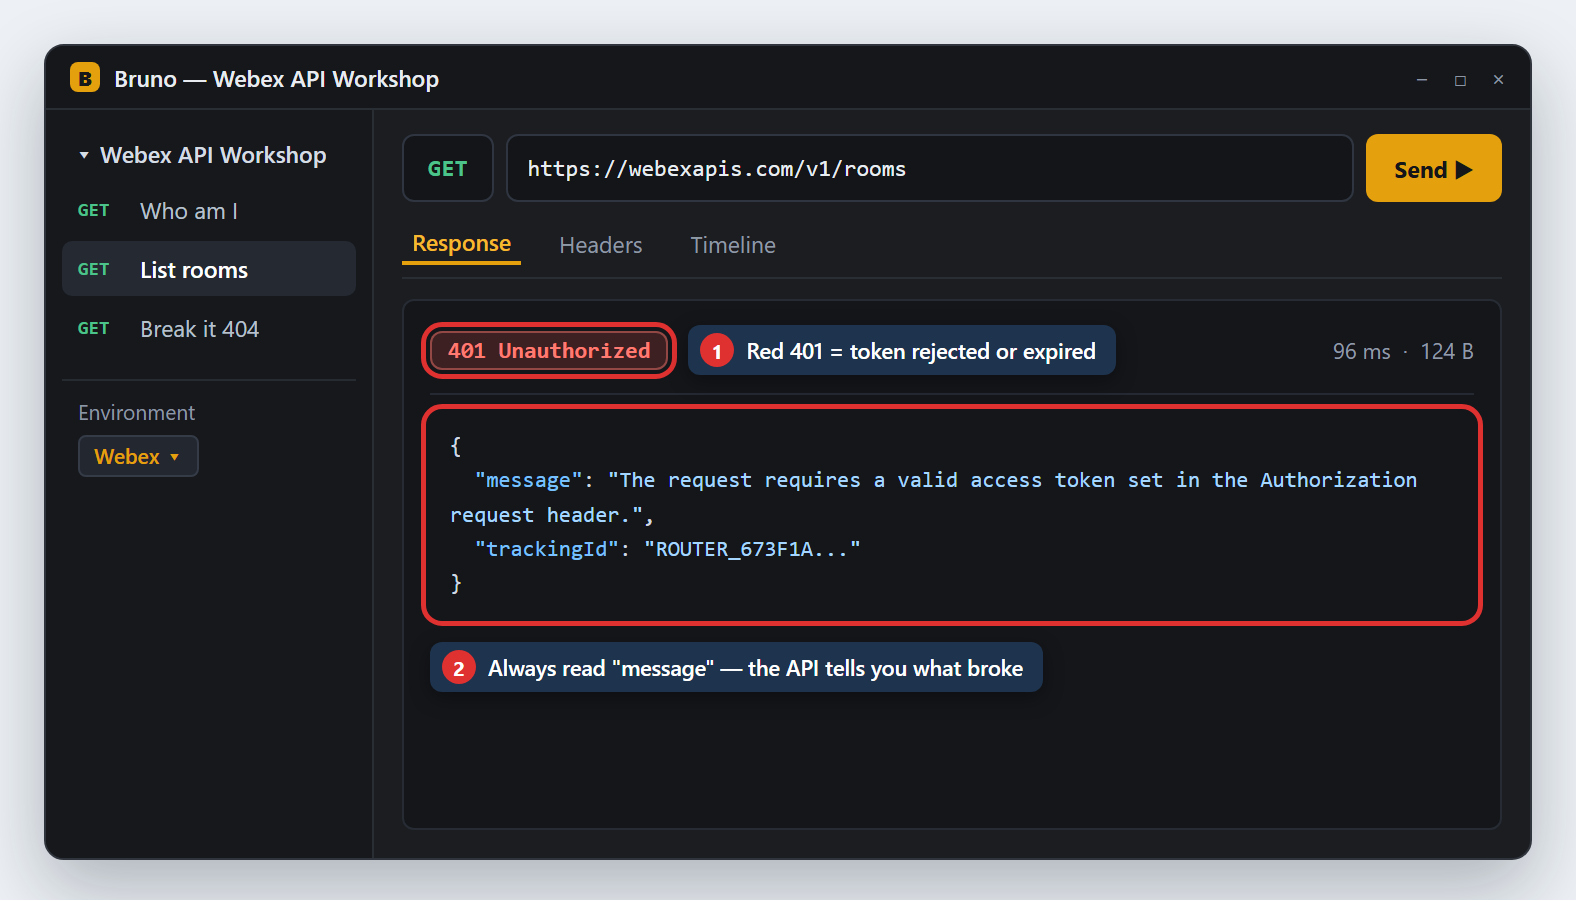 B Bruno — Webex API Workshop
Webex API Workshop
GET Who am I
GET List rooms
GET Break it 404
Environment
Webex
GET https://webexapis.com/v1/rooms Send
Response Headers Timeline
401 Unauthorized 1 Red 401 = token rejected or expired 96 ms · 124 B
{
"message": "The request requires a valid access token set in the Authorization
request header.",
"trackingId": "ROUTER_673F1A..."
}
2 Always read "message" — the API tells you what broke